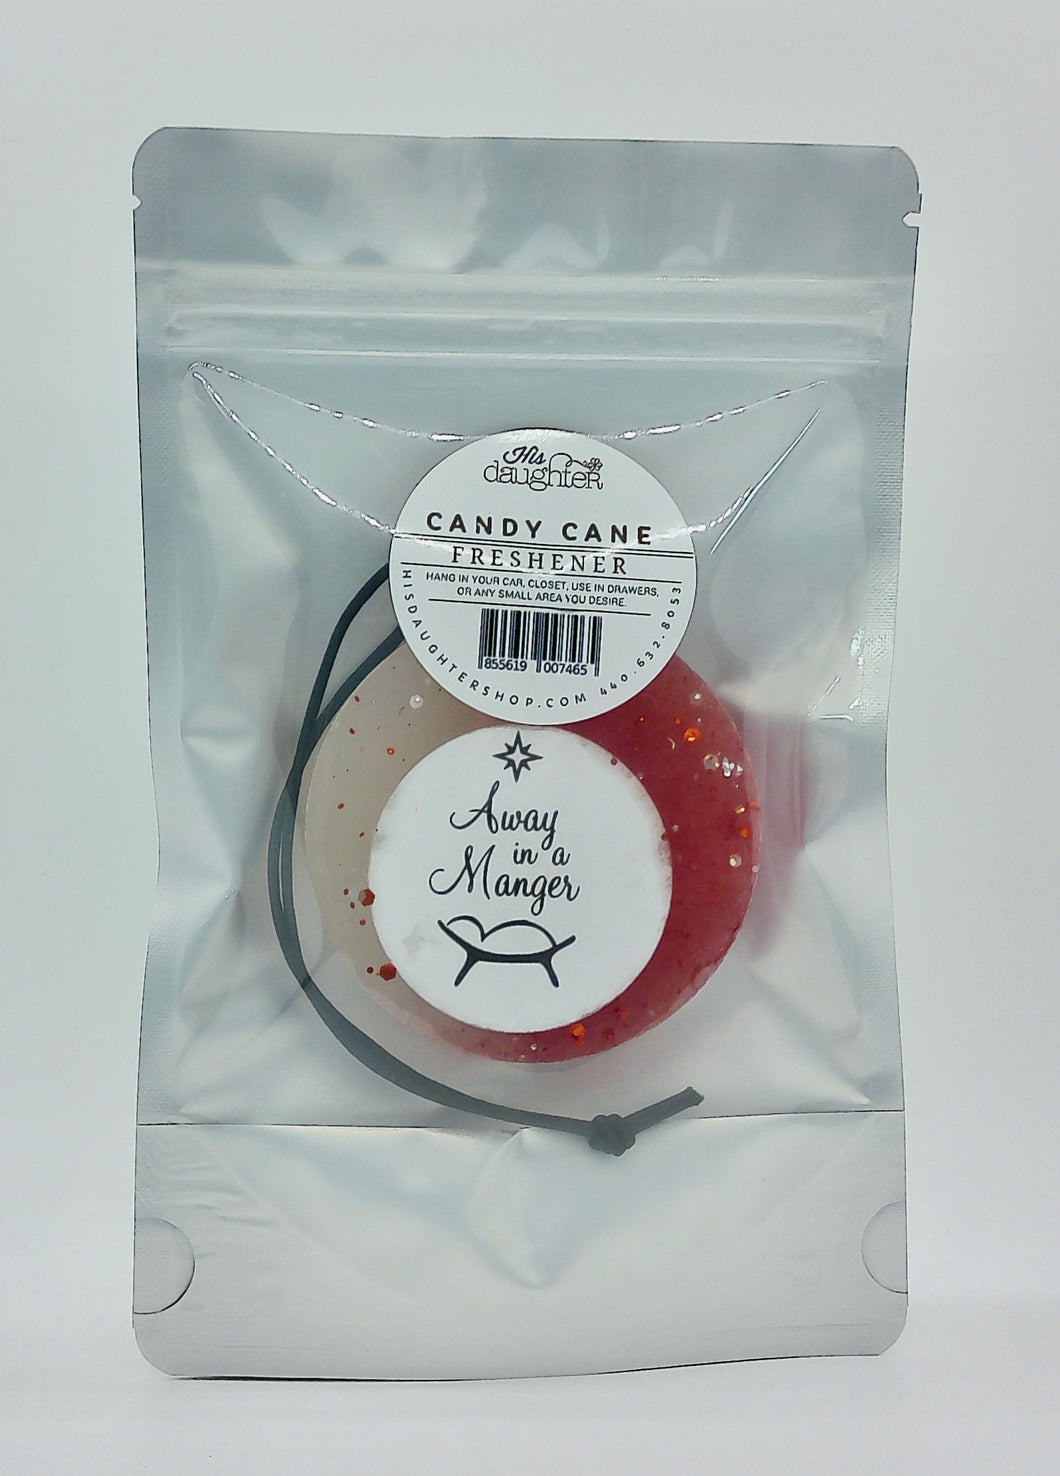 His
daughter
CANDY CANE
FRESHENER
HANG IN YOUR CAR, CLOSET, USE IN DRAWERS,
OR ANY SMALL AREA YOU DESIRE.
855619 007465
HISDAUGHTERSHOP.COM 440.632.8053
Away
in a
Manger